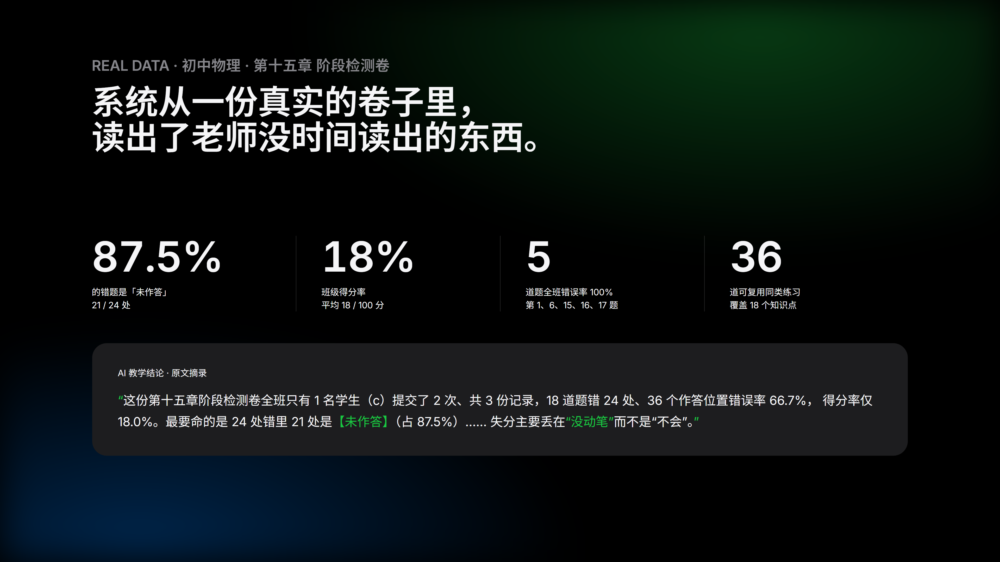 REAL DATA · 初中物理 · 第十五章 阶段检测卷
系统从一份真实的卷子里，
读出了老师没时间读出的东西。
87.5%
的错题是「未作答」
21 / 24 处
18%
班级得分率
平均 18 / 100 分
5
道题全班错误率 100%
第 1、6、15、16、17 题
36
道可复用同类练习
覆盖 18 个知识点
AI 教学结论 · 原文摘录
“这份第十五章阶段检测卷全班只有 1 名学生（c）提交了 2 次、共 3 份记录，18 道题错 24 处、36 个作答位置错误率 66.7%， 得分率仅
18.0%。最要命的是 24 处错里 21 处是【未作答】（占 87.5%）…… 失分主要丢在“没动笔”而不是“不会”。”